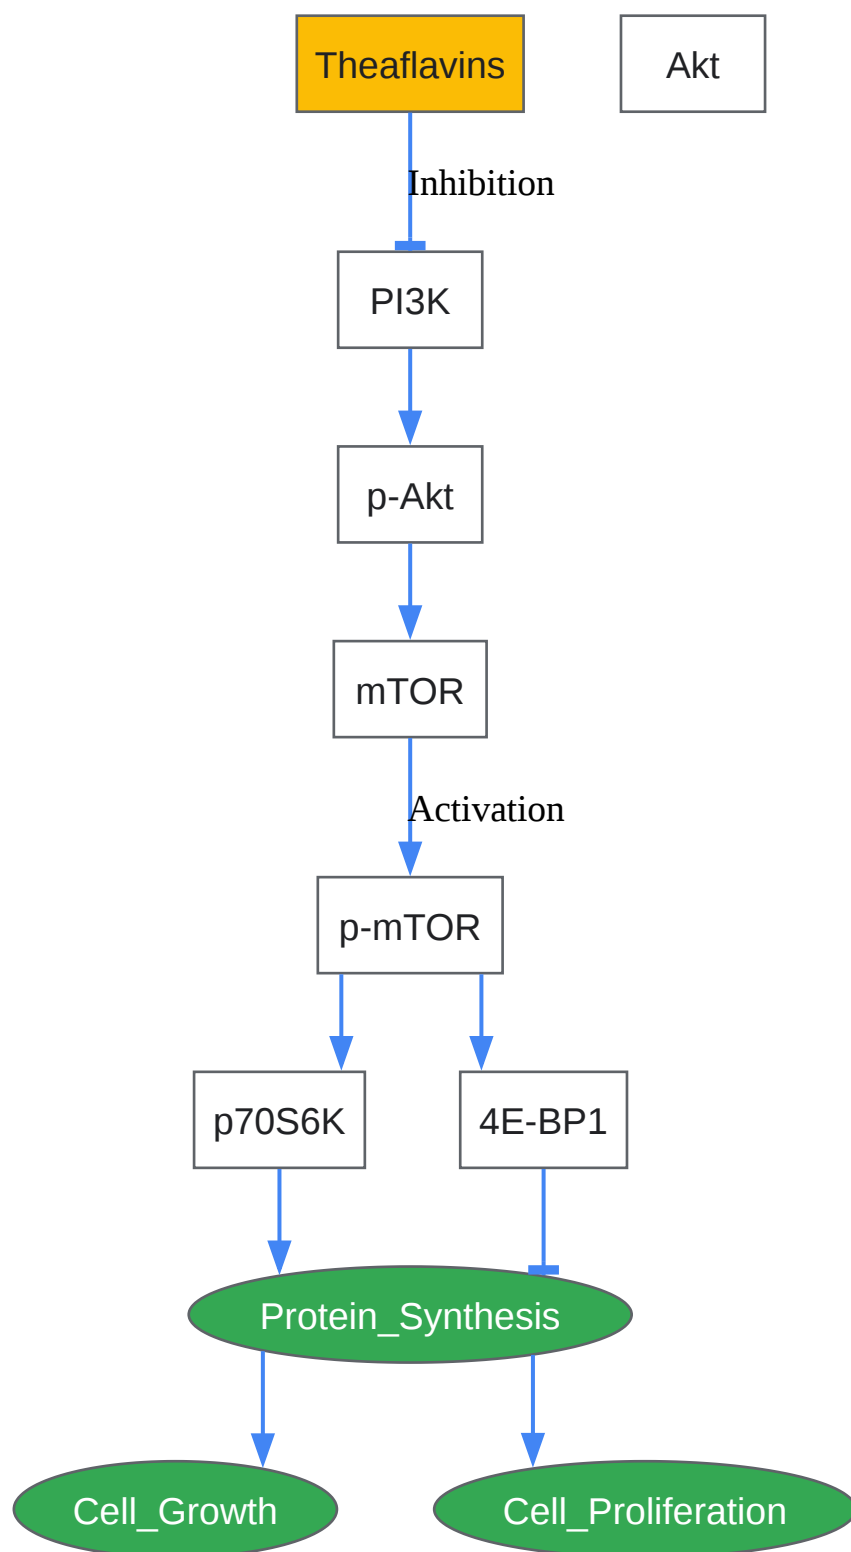 Theaflavins
Akt
Inhibition
PI3K
p-Akt
mTOR
Activation
p-mTOR
p70S6K
4E-BP1
Protein_Synthesis
Cell_Growth
Cell_Proliferation